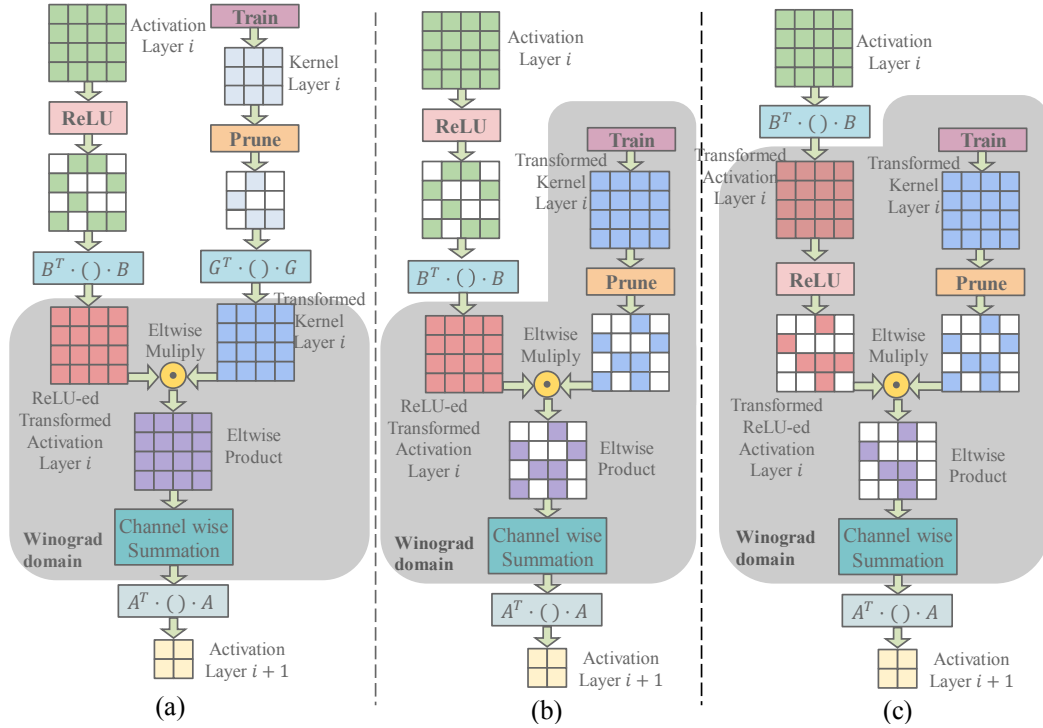 Activation
Layer i
Train
Kernel
Layer i
ReLU
Prune
B^T · ( ) · B
G^T · ( ) · G
Transformed
Kernel
Layer i
Eltwise
Muliply
ReLU-ed
Transformed
Activation
Layer i
Eltwise
Product
Winograd
domain
Channel wise
Summation
A^T · ( ) · A
Activation
Layer i + 1
(a)
Activation
Layer i
ReLU
Train
Transformed
Kernel
Layer i
B^T · ( ) · B
Prune
Eltwise
Muliply
ReLU-ed
Transformed
Activation
Layer i
Eltwise
Product
Winograd
domain
Channel wise
Summation
A^T · ( ) · A
Activation
Layer i + 1
(b)
Activation
Layer i
B^T · ( ) · B
Train
Transformed
Activation
Layer i
Transformed
Kernel
Layer i
ReLU
Prune
Eltwise
Muliply
Transformed
ReLU-ed
Activation
Layer i
Eltwise
Product
Winograd
domain
Channel wise
Summation
A^T · ( ) · A
Activation
Layer i + 1
(c)